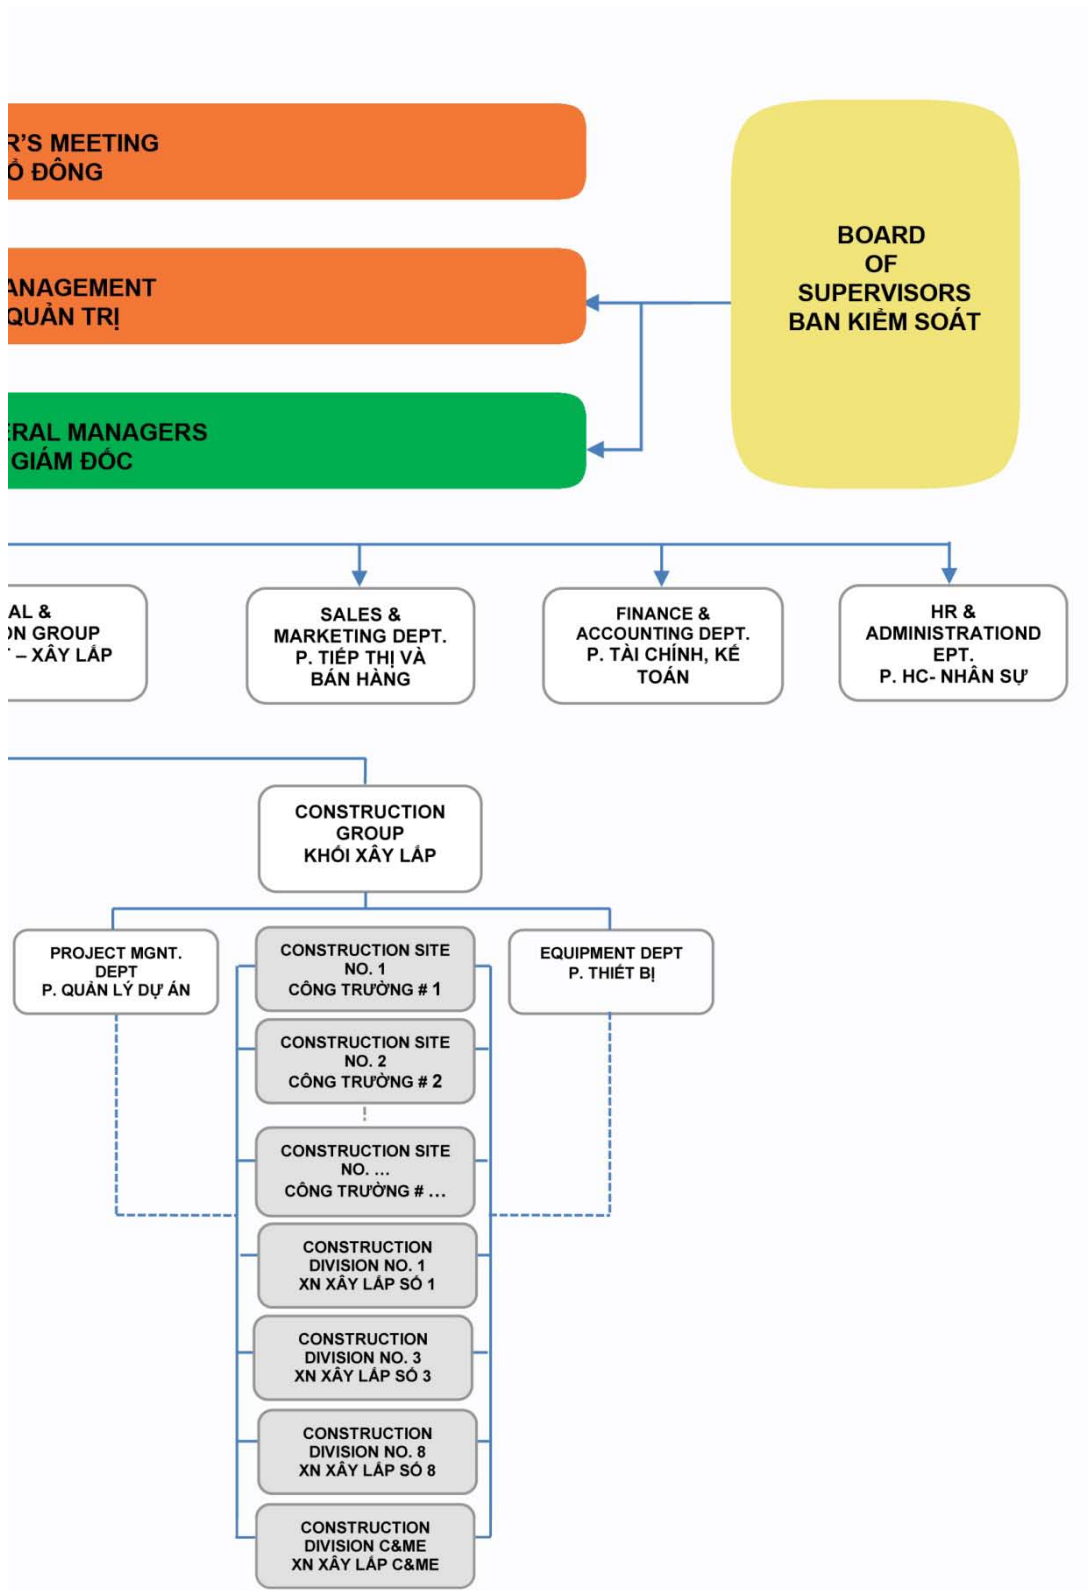 R'S MEETING
Ổ ĐÔNG
ANAGEMENT
QUẢN TRỊ
ERAL MANAGERS
GIÁM ĐỐC
BOARD
OF
SUPERVISORS
BAN KIỂM SOÁT
AL &
ON GROUP
T – XÂY LẮP
SALES &
MARKETING DEPT.
P. TIẾP THỊ VÀ
BÁN HÀNG
FINANCE &
ACCOUNTING DEPT.
P. TÀI CHÍNH, KẾ
TOÁN
HR &
ADMINISTRATIOND
EPT.
P. HC- NHÂN SỰ
CONSTRUCTION
GROUP
KHỐI XÂY LẮP
PROJECT MGNT.
DEPT
P. QUẢN LÝ DỰ ÁN
CONSTRUCTION SITE
NO. 1
CÔNG TRƯỜNG # 1
EQUIPMENT DEPT
P. THIẾT BỊ
CONSTRUCTION SITE
NO. 2
CÔNG TRƯỜNG # 2
CONSTRUCTION SITE
NO. …
CÔNG TRƯỜNG # …
CONSTRUCTION
DIVISION NO. 1
XN XÂY LẮP SỐ 1
CONSTRUCTION
DIVISION NO. 3
XN XÂY LẮP SỐ 3
CONSTRUCTION
DIVISION NO. 8
XN XÂY LẮP SỐ 8
CONSTRUCTION
DIVISION C&ME
XN XÂY LẮP C&ME